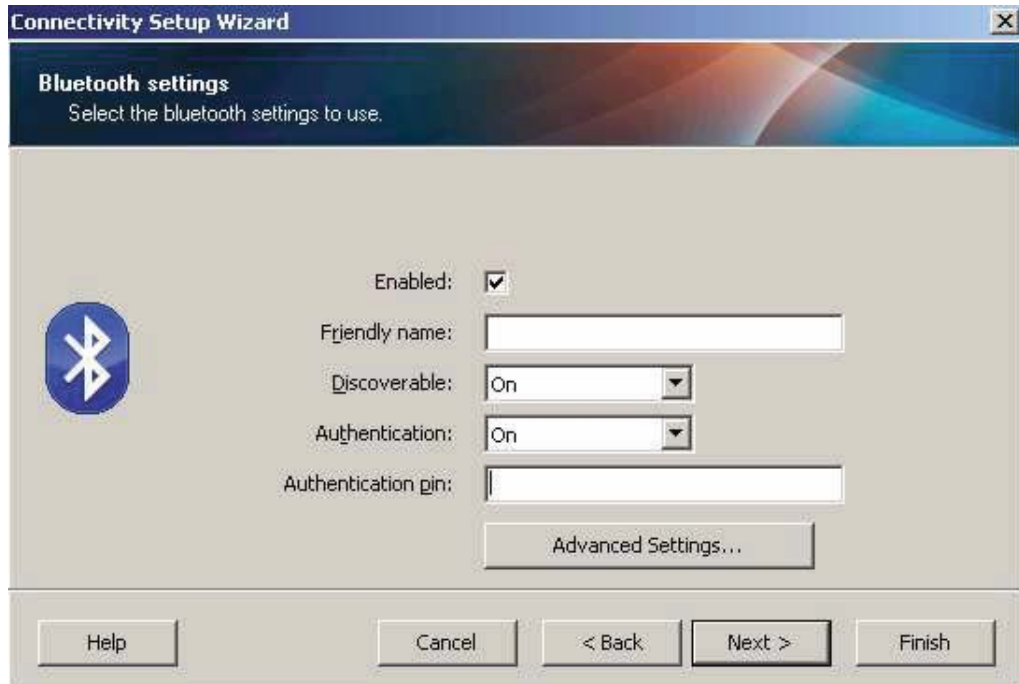 Connectivity Setup Wizard
Bluetooth settings
Select the bluetooth settings to use.
Enabled:
Friendly name:
Discoverable: On
Authentication: On
Authentication pin:
Advanced Settings...
Help Cancel < Back Next > Finish